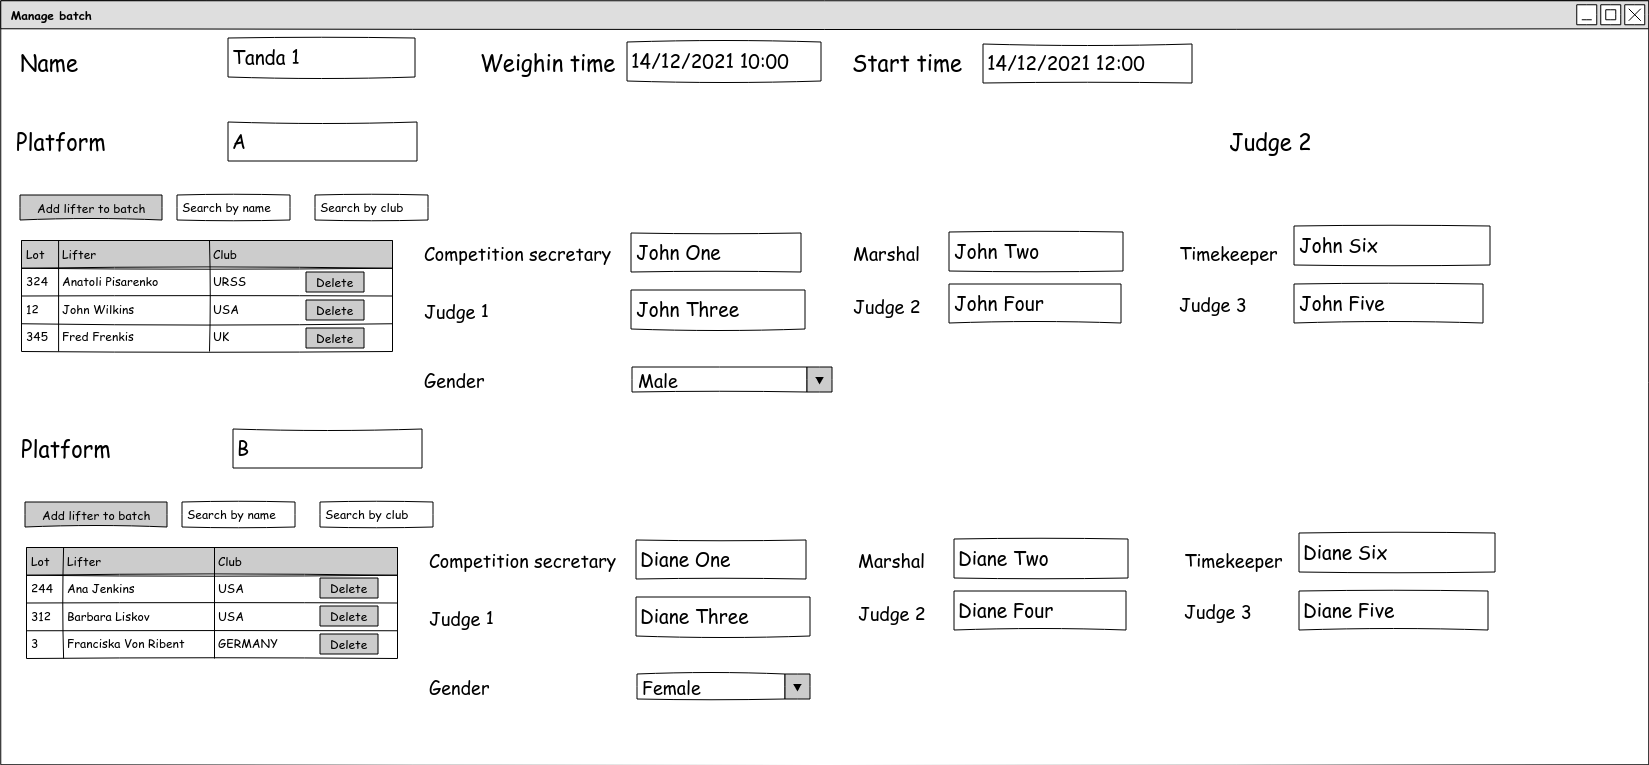 Manage batch
Name Tanda 1 Weighin time 14/12/2021 10:00 Start time 14/12/2021 12:00
Platform A Judge 2
Add lifter to batch Search by name Search by club
Lot Lifter Club
324 Anatoli Pisarenko URSS Delete
12 John Wilkins USA Delete
345 Fred Frenkis UK Delete
Competition secretary John One Marshal John Two Timekeeper John Six
Judge 1 John Three Judge 2 John Four Judge 3 John Five
Gender Male
Platform B
Add lifter to batch Search by name Search by club
Lot Lifter Club
244 Ana Jenkins USA Delete
312 Barbara Liskov USA Delete
3 Franciska Von Ribent GERMANY Delete
Competition secretary Diane One Marshal Diane Two Timekeeper Diane Six
Judge 1 Diane Three Judge 2 Diane Four Judge 3 Diane Five
Gender Female